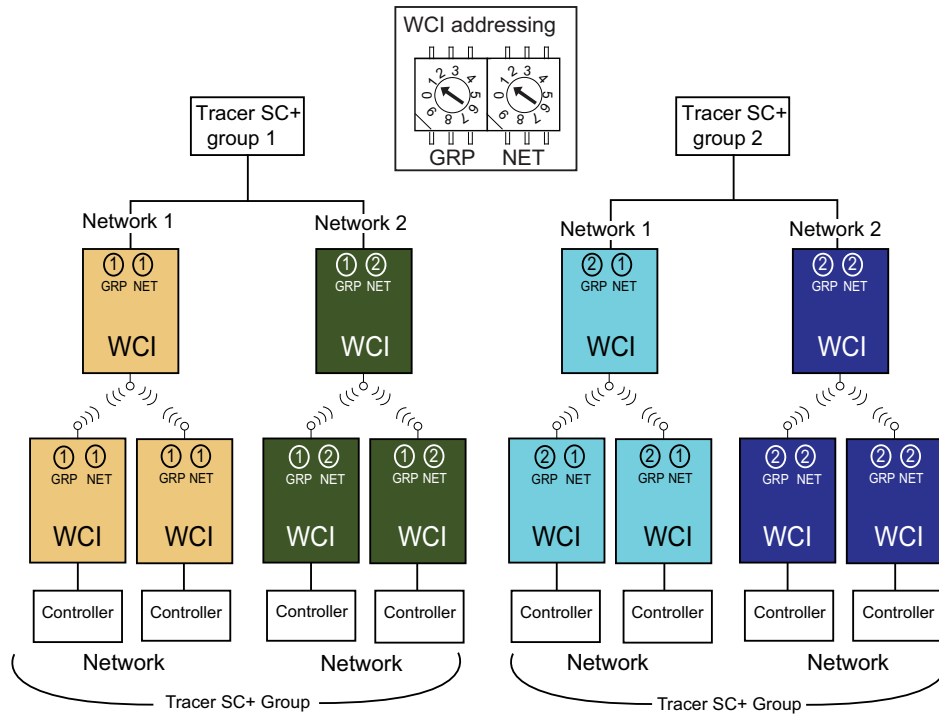 WCI addressing
0 1 2 3 4 5 6 7 8 9
0 1 2 3 4 5 6 7 8 9
GRP NET
Tracer SC+
group 1
Tracer SC+
group 2
Network 1
Network 2
Network 1
Network 2
1 1
GRP NET
WCI
1 2
GRP NET
WCI
2 1
GRP NET
WCI
2 2
GRP NET
WCI
1 1
GRP NET
WCI
1 1
GRP NET
WCI
1 2
GRP NET
WCI
1 2
GRP NET
WCI
2 1
GRP NET
WCI
2 1
GRP NET
WCI
2 2
GRP NET
WCI
2 2
GRP NET
WCI
Controller
Controller
Controller
Controller
Controller
Controller
Controller
Controller
Network
Network
Network
Network
Tracer SC+ Group
Tracer SC+ Group